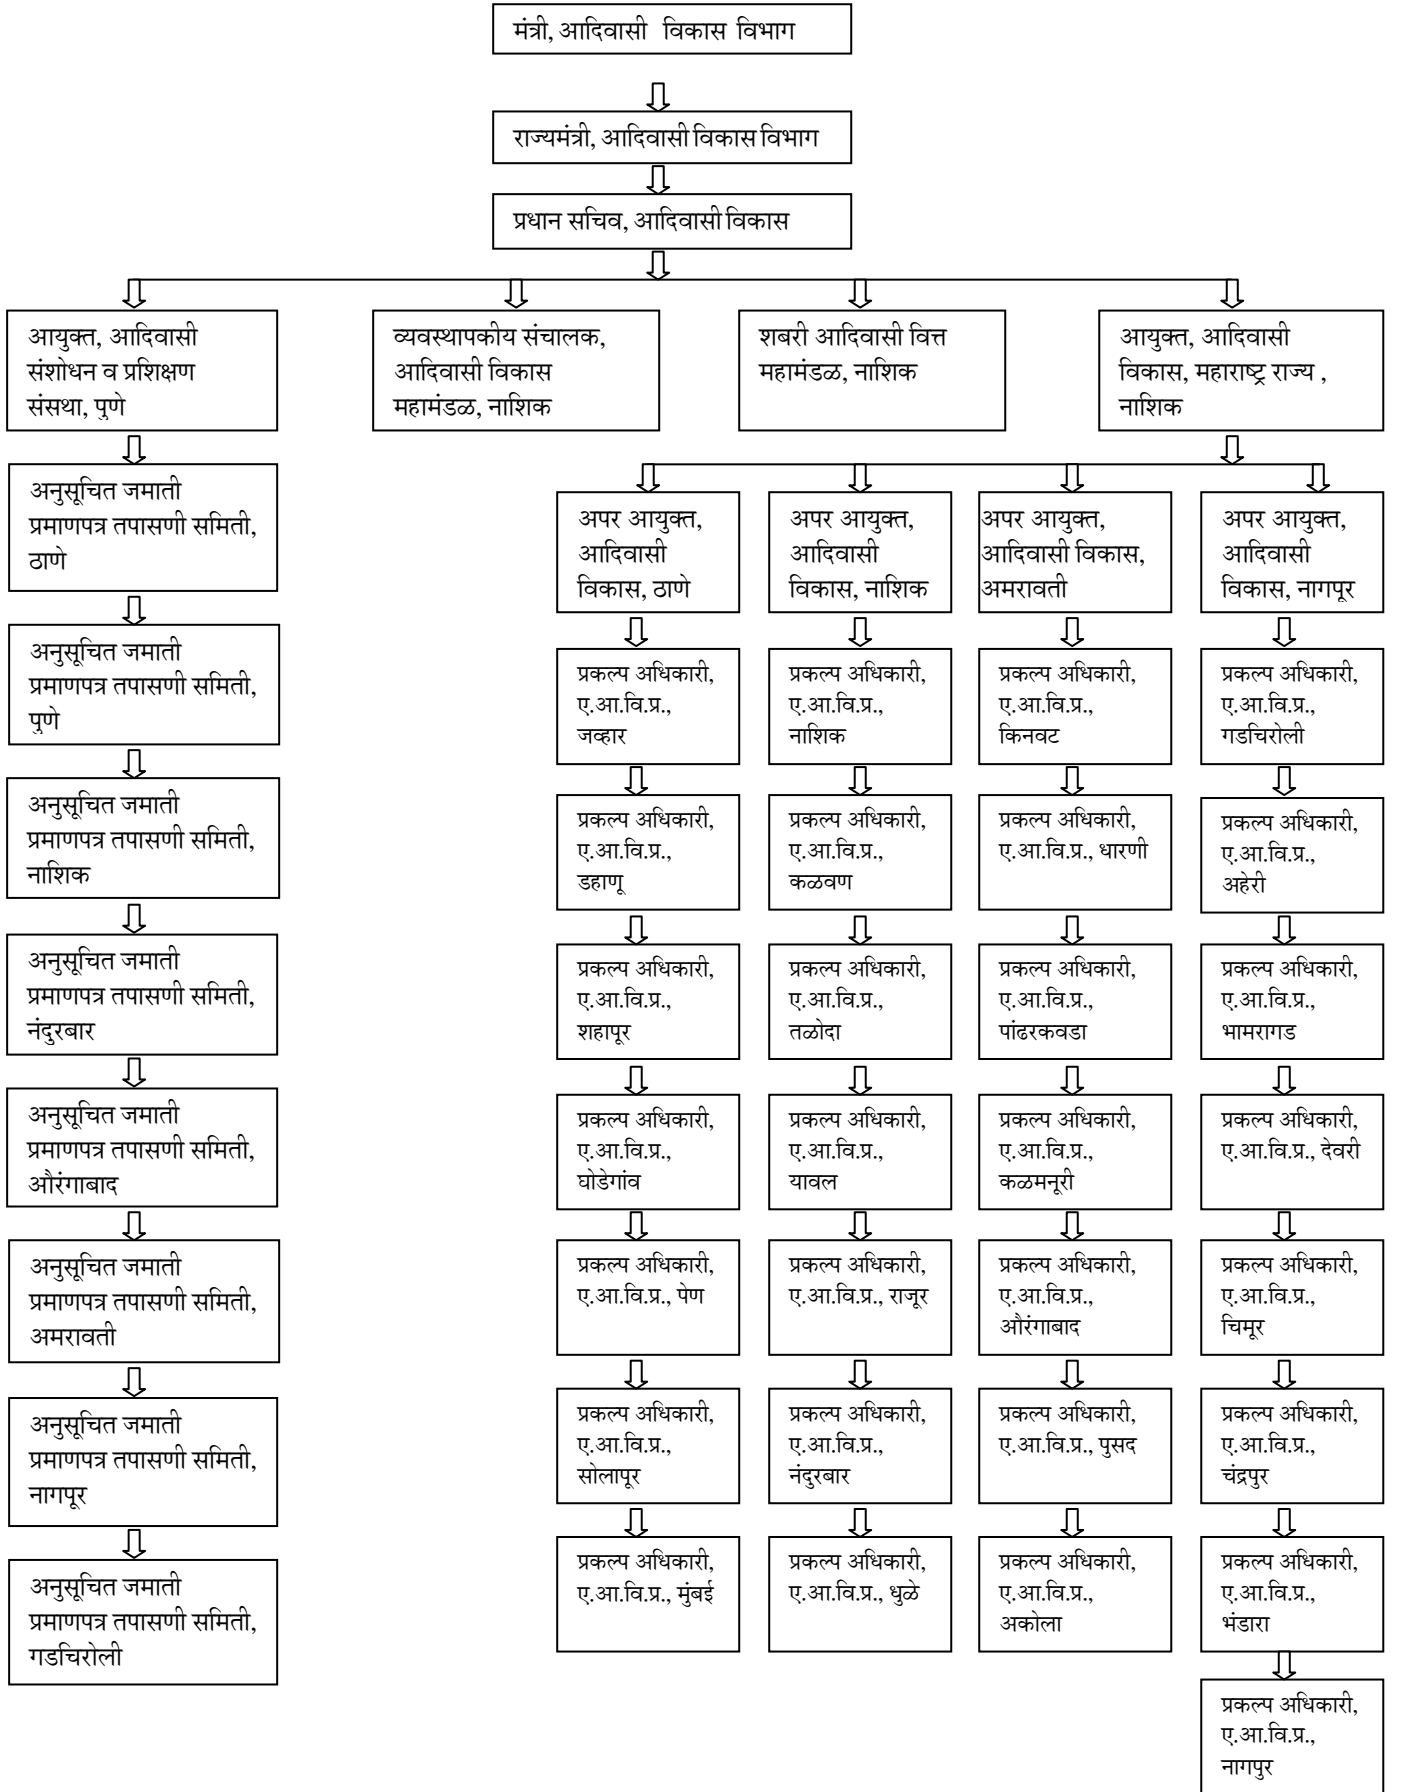 मंत्री, आदिवासी विकास विभाग
राज्यमंत्री, आदिवासी विकास विभाग
प्रधान सचिव, आदिवासी विकास
आयुक्त, आदिवासी
संशोधन व प्रशिक्षण
संसथा, पुणे
व्यवस्थापकीय संचालक,
आदिवासी विकास
महामंडळ, नाशिक
शबरी आदिवासी वित्त
महामंडळ, नाशिक
आयुक्त, आदिवासी
विकास, महाराष्ट्र राज्य ,
नाशिक
अनुसूचित जमाती
प्रमाणपत्र तपासणी समिती,
ठाणे
अनुसूचित जमाती
प्रमाणपत्र तपासणी समिती,
पुणे
अनुसूचित जमाती
प्रमाणपत्र तपासणी समिती,
नाशिक
अनुसूचित जमाती
प्रमाणपत्र तपासणी समिती,
नंदुरबार
अनुसूचित जमाती
प्रमाणपत्र तपासणी समिती,
औरंगाबाद
अनुसूचित जमाती
प्रमाणपत्र तपासणी समिती,
अमरावती
अनुसूचित जमाती
प्रमाणपत्र तपासणी समिती,
नागपूर
अनुसूचित जमाती
प्रमाणपत्र तपासणी समिती,
गडचिरोली
अपर आयुक्त,
आदिवासी
विकास, ठाणे
प्रकल्प अधिकारी,
ए.आ.वि.प्र.,
जव्हार
प्रकल्प अधिकारी,
ए.आ.वि.प्र.,
डहाणू
प्रकल्प अधिकारी,
ए.आ.वि.प्र.,
शहापूर
प्रकल्प अधिकारी,
ए.आ.वि.प्र.,
घोडेगांव
प्रकल्प अधिकारी,
ए.आ.वि.प्र., पेण
प्रकल्प अधिकारी,
ए.आ.वि.प्र.,
सोलापूर
प्रकल्प अधिकारी,
ए.आ.वि.प्र., मुंबई
अपर आयुक्त,
आदिवासी
विकास, नाशिक
प्रकल्प अधिकारी,
ए.आ.वि.प्र.,
नाशिक
प्रकल्प अधिकारी,
ए.आ.वि.प्र.,
कळवण
प्रकल्प अधिकारी,
ए.आ.वि.प्र.,
तळोदा
प्रकल्प अधिकारी,
ए.आ.वि.प्र.,
यावल
प्रकल्प अधिकारी,
ए.आ.वि.प्र., राजूर
प्रकल्प अधिकारी,
ए.आ.वि.प्र.,
नंदुरबार
प्रकल्प अधिकारी,
ए.आ.वि.प्र., धुळे
अपर आयुक्त,
आदिवासी विकास,
अमरावती
प्रकल्प अधिकारी,
ए.आ.वि.प्र.,
किनवट
प्रकल्प अधिकारी,
ए.आ.वि.प्र., धारणी
प्रकल्प अधिकारी,
ए.आ.वि.प्र.,
पांढरकवडा
प्रकल्प अधिकारी,
ए.आ.वि.प्र.,
कळमनूरी
प्रकल्प अधिकारी,
ए.आ.वि.प्र.,
औरंगाबाद
प्रकल्प अधिकारी,
ए.आ.वि.प्र., पुसद
प्रकल्प अधिकारी,
ए.आ.वि.प्र.,
अकोला
अपर आयुक्त,
आदिवासी
विकास, नागपूर
प्रकल्प अधिकारी,
ए.आ.वि.प्र.,
गडचिरोली
प्रकल्प अधिकारी,
ए.आ.वि.प्र.,
अहेरी
प्रकल्प अधिकारी,
ए.आ.वि.प्र.,
भामरागड
प्रकल्प अधिकारी,
ए.आ.वि.प्र., देवरी
प्रकल्प अधिकारी,
ए.आ.वि.प्र.,
चिमूर
प्रकल्प अधिकारी,
ए.आ.वि.प्र.,
चंद्रपुर
प्रकल्प अधिकारी,
ए.आ.वि.प्र.,
भंडारा
प्रकल्प अधिकारी,
ए.आ.वि.प्र.,
नागपुर